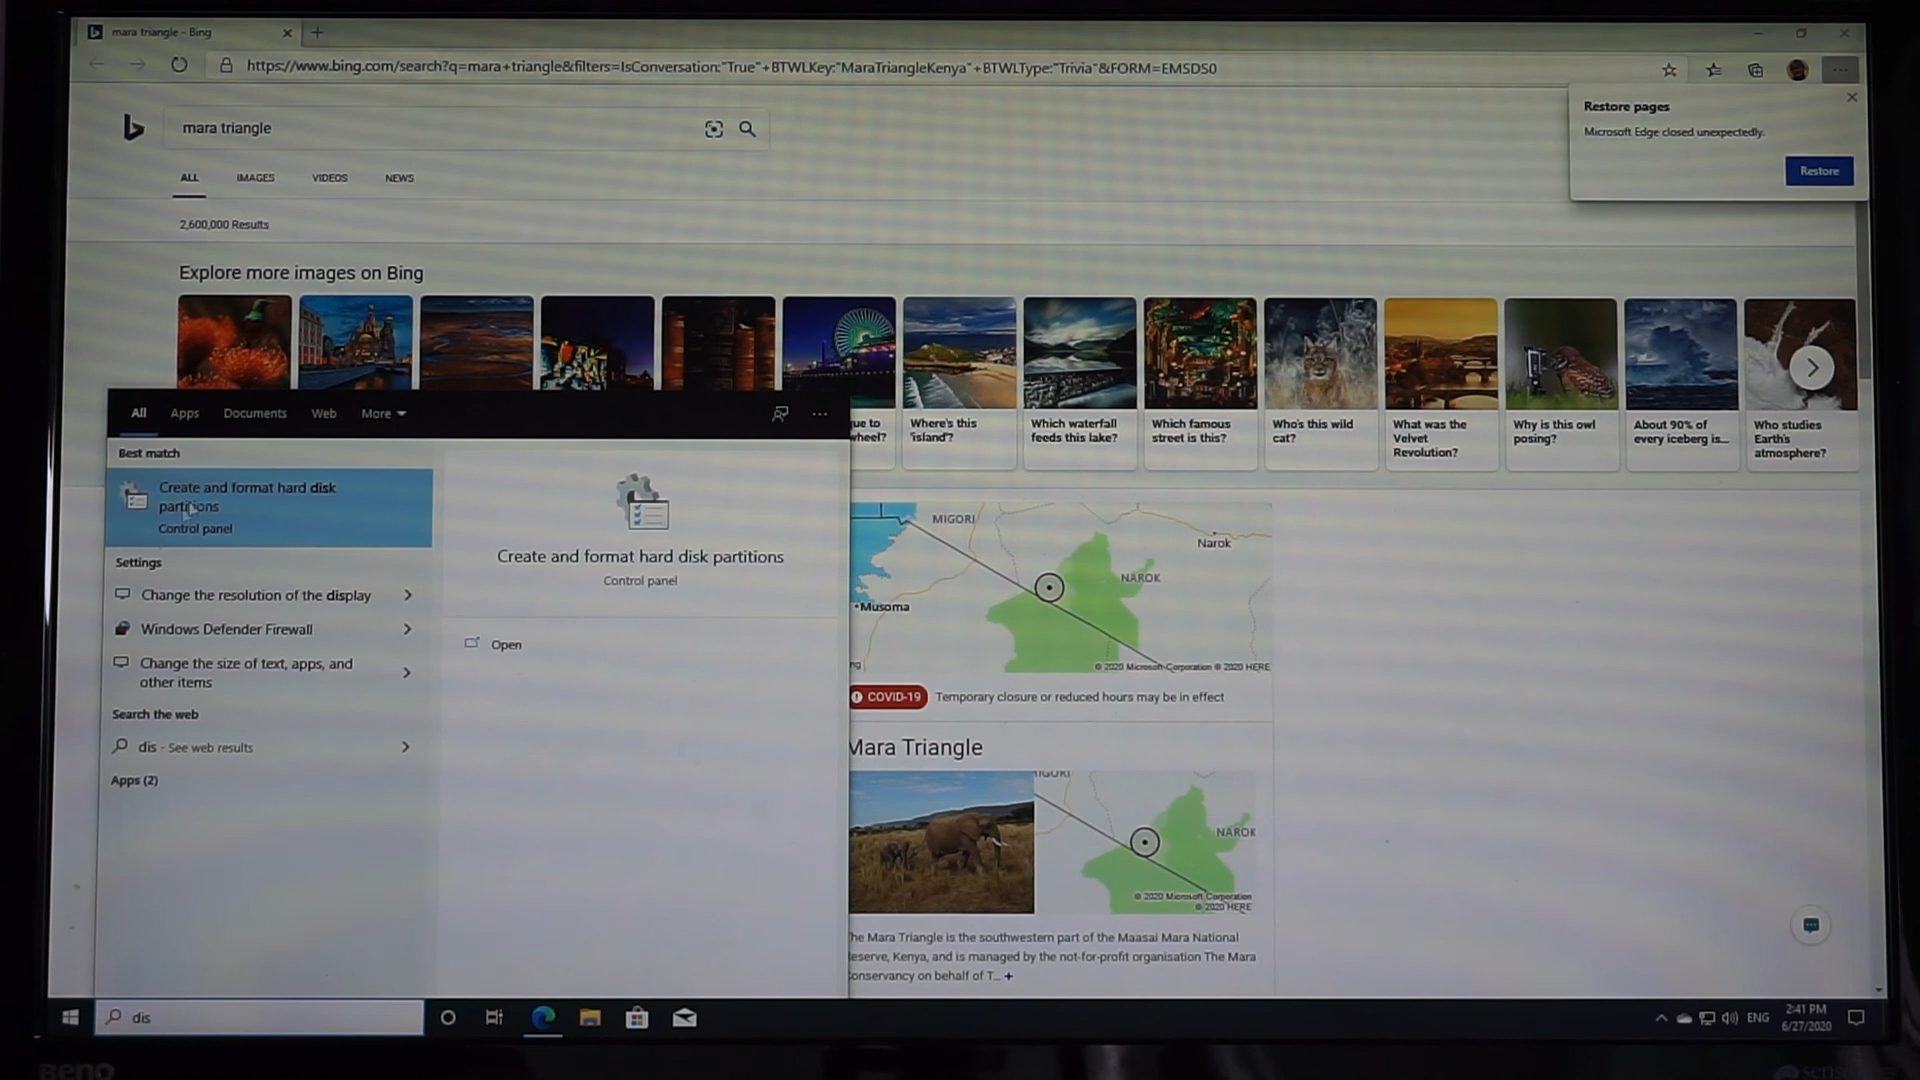 mara triangle - Bing
https://www.bing.com/search?q=mara+triangle&filters=IsConversation:"True"+BTWLKey:"MaraTriangleKenya"+BTWLType:"Trivia"&FORM=EMSDS0
Restore pages
Microsoft Edge closed unexpectedly.
Restore
mara triangle
ALL IMAGES VIDEOS NEWS
2,600,000 Results
Explore more images on Bing
ue to
wheel?
Where's this
'island'?
Which waterfall
feeds this lake?
Which famous
street is this?
Who's this wild
cat?
What was the
Velvet
Revolution?
Why is this owl
posing?
About 90% of
every iceberg is...
Who studies
Earth's
atmosphere?
All Apps Documents Web More
Best match
Create and format hard disk
partitions
Control panel
Settings
Change the resolution of the display
Windows Defender Firewall
Change the size of text, apps, and
other items
Search the web
dis - See web results
Apps (2)
Create and format hard disk partitions
Control panel
Open
MIGORI
Narok
NAROK
Musoma
ng
© 2020 Microsoft Corporation © 2020 HERE
COVID-19 Temporary closure or reduced hours may be in effect
Mara Triangle
IGORI
NAROK
© 2020 Microsoft Corporation
© 2020 HERE
he Mara Triangle is the southwestern part of the Maasai Mara National
eserve, Kenya, and is managed by the not-for-profit organisation The Mara
onservancy on behalf of T... +
dis
ENG
2:41 PM
6/27/2020
BenQ